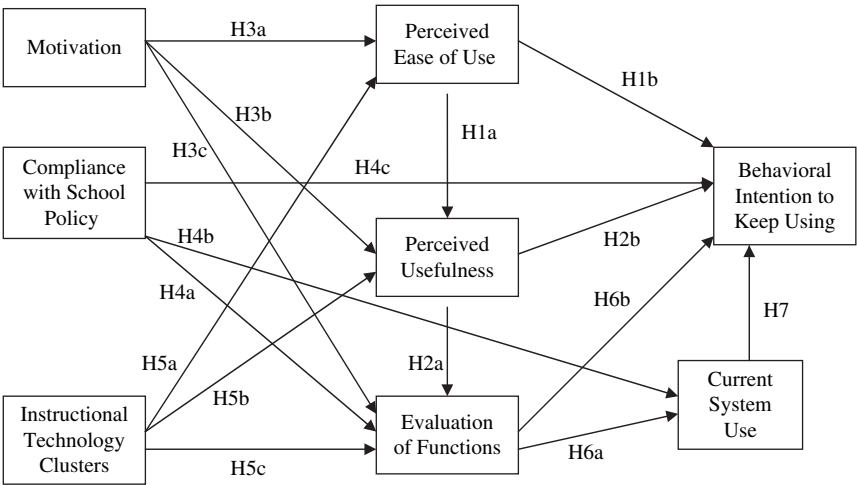 Motivation
H3a
Perceived
Ease of Use
H1b
H3b
H3c
H1a
Compliance
with School
Policy
H4c
Behavioral
Intention to
Keep Using
H4b
Perceived
Usefulness
H2b
H4a
H6b
H7
H5a
H5b
H2a
Current
System
Use
Instructional
Technology
Clusters
Evaluation
of Functions
H5c
H6a